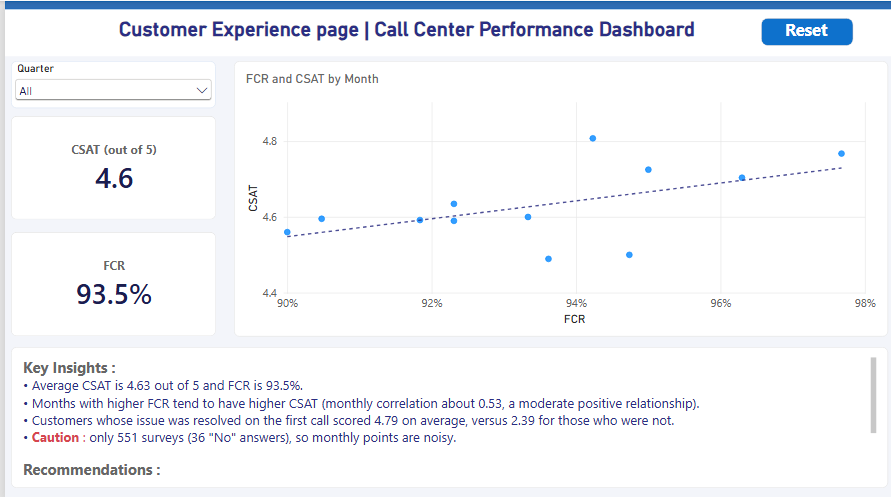 Customer Experience page | Call Center Performance Dashboard
Reset
Quarter
All
CSAT (out of 5)
4.6
FCR
93.5%
FCR and CSAT by Month
CSAT
4.8
4.6
4.4
90%
92%
94%
96%
98%
FCR
Key Insights :
• Average CSAT is 4.63 out of 5 and FCR is 93.5%.
• Months with higher FCR tend to have higher CSAT (monthly correlation about 0.53, a moderate positive relationship).
• Customers whose issue was resolved on the first call scored 4.79 on average, versus 2.39 for those who were not.
• Caution : only 551 surveys (36 "No" answers), so monthly points are noisy.
Recommendations :